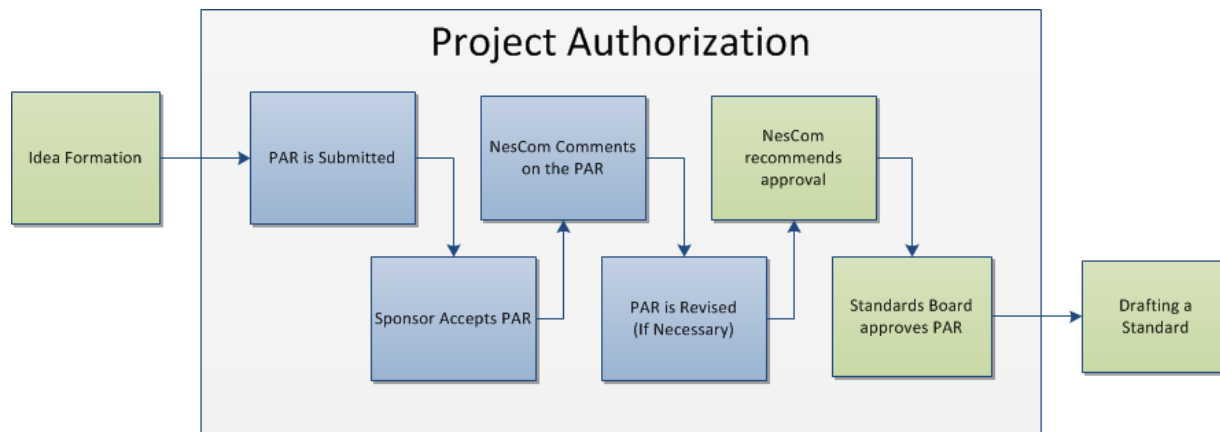 Project Authorization
Idea Formation
PAR is Submitted
Sponsor Accepts PAR
NesCom Comments
on the PAR
PAR is Revised
(If Necessary)
NesCom
recommends
approval
Standards Board
approves PAR
Drafting a
Standard